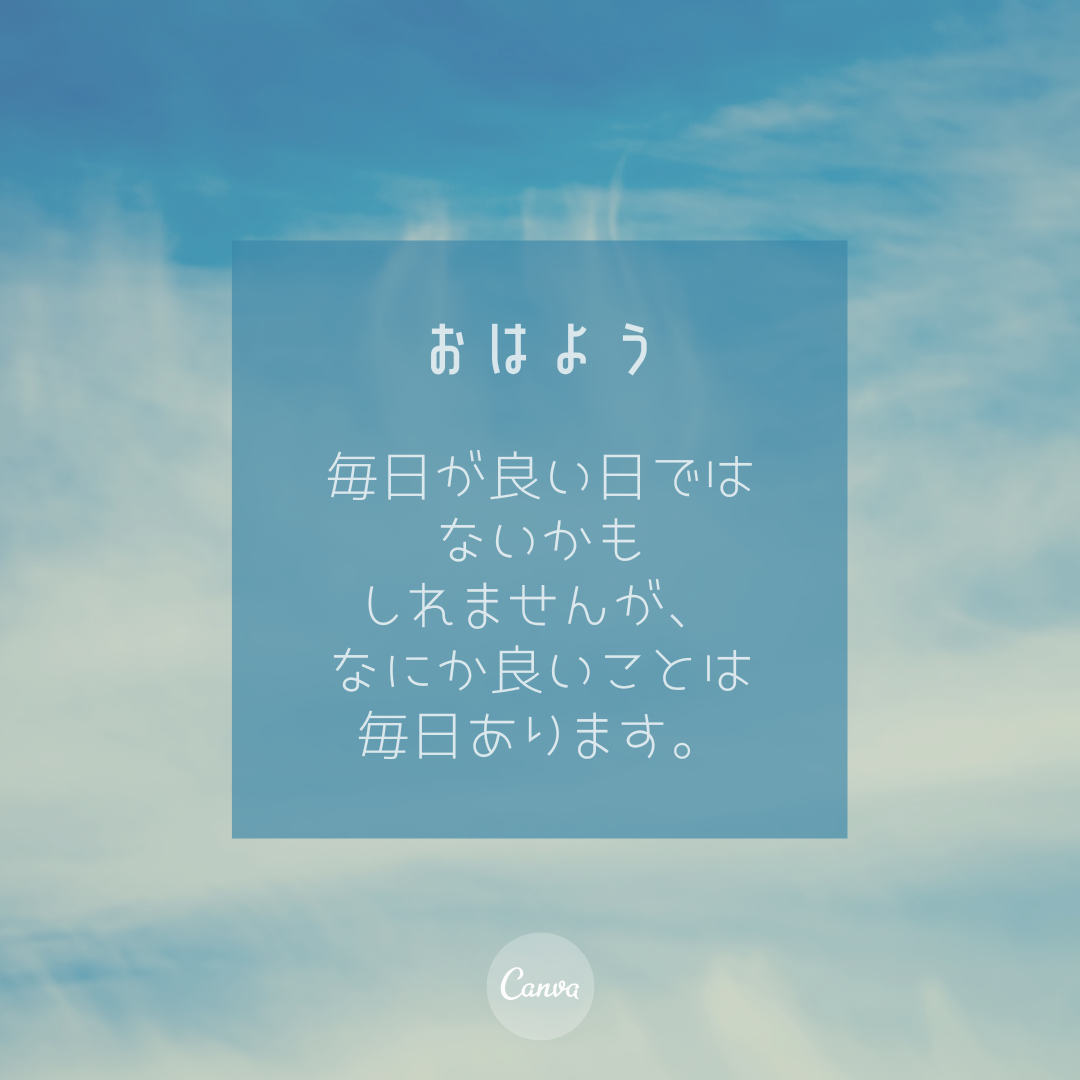 おはよう
毎日が良い日では
ないかも
しれませんが、
なにか良いことは
毎日あります。
Canva